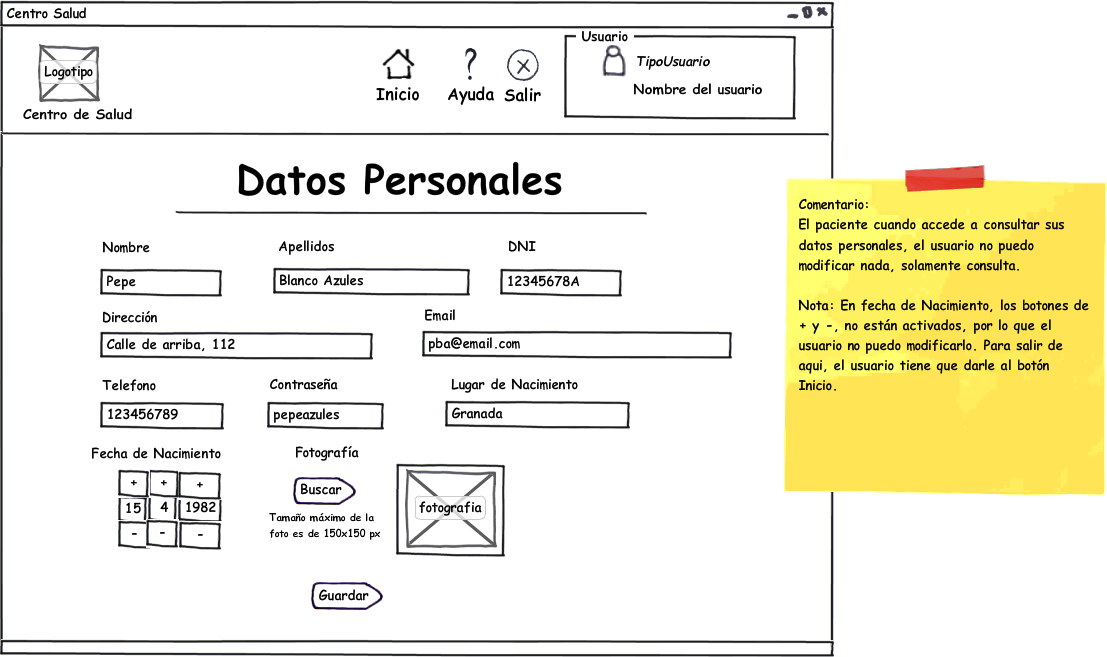 Centro Salud
Logotipo
Centro de Salud
Inicio
Ayuda
Salir
Usuario
TipoUsuario
Nombre del usuario
Datos Personales
Nombre
Apellidos
DNI
Pepe
Blanco Azules
12345678A
Dirección
Email
Calle de arriba, 112
pba@email.com
Telefono
Contraseña
Lugar de Nacimiento
123456789
pepeazules
Granada
Fecha de Nacimiento
Fotografía
+ + +
15 4 1982
- - -
Buscar
Tamaño máximo de la
foto es de 150x150 px
fotografia
Guardar
Comentario:
El paciente cuando accede a consultar sus
datos personales, el usuario no puedo
modificar nada, solamente consulta.
Nota: En fecha de Nacimiento, los botones de
+ y -, no están activados, por lo que el
usuario no puedo modificarlo. Para salir de
aqui, el usuario tiene que darle al botón
Inicio.